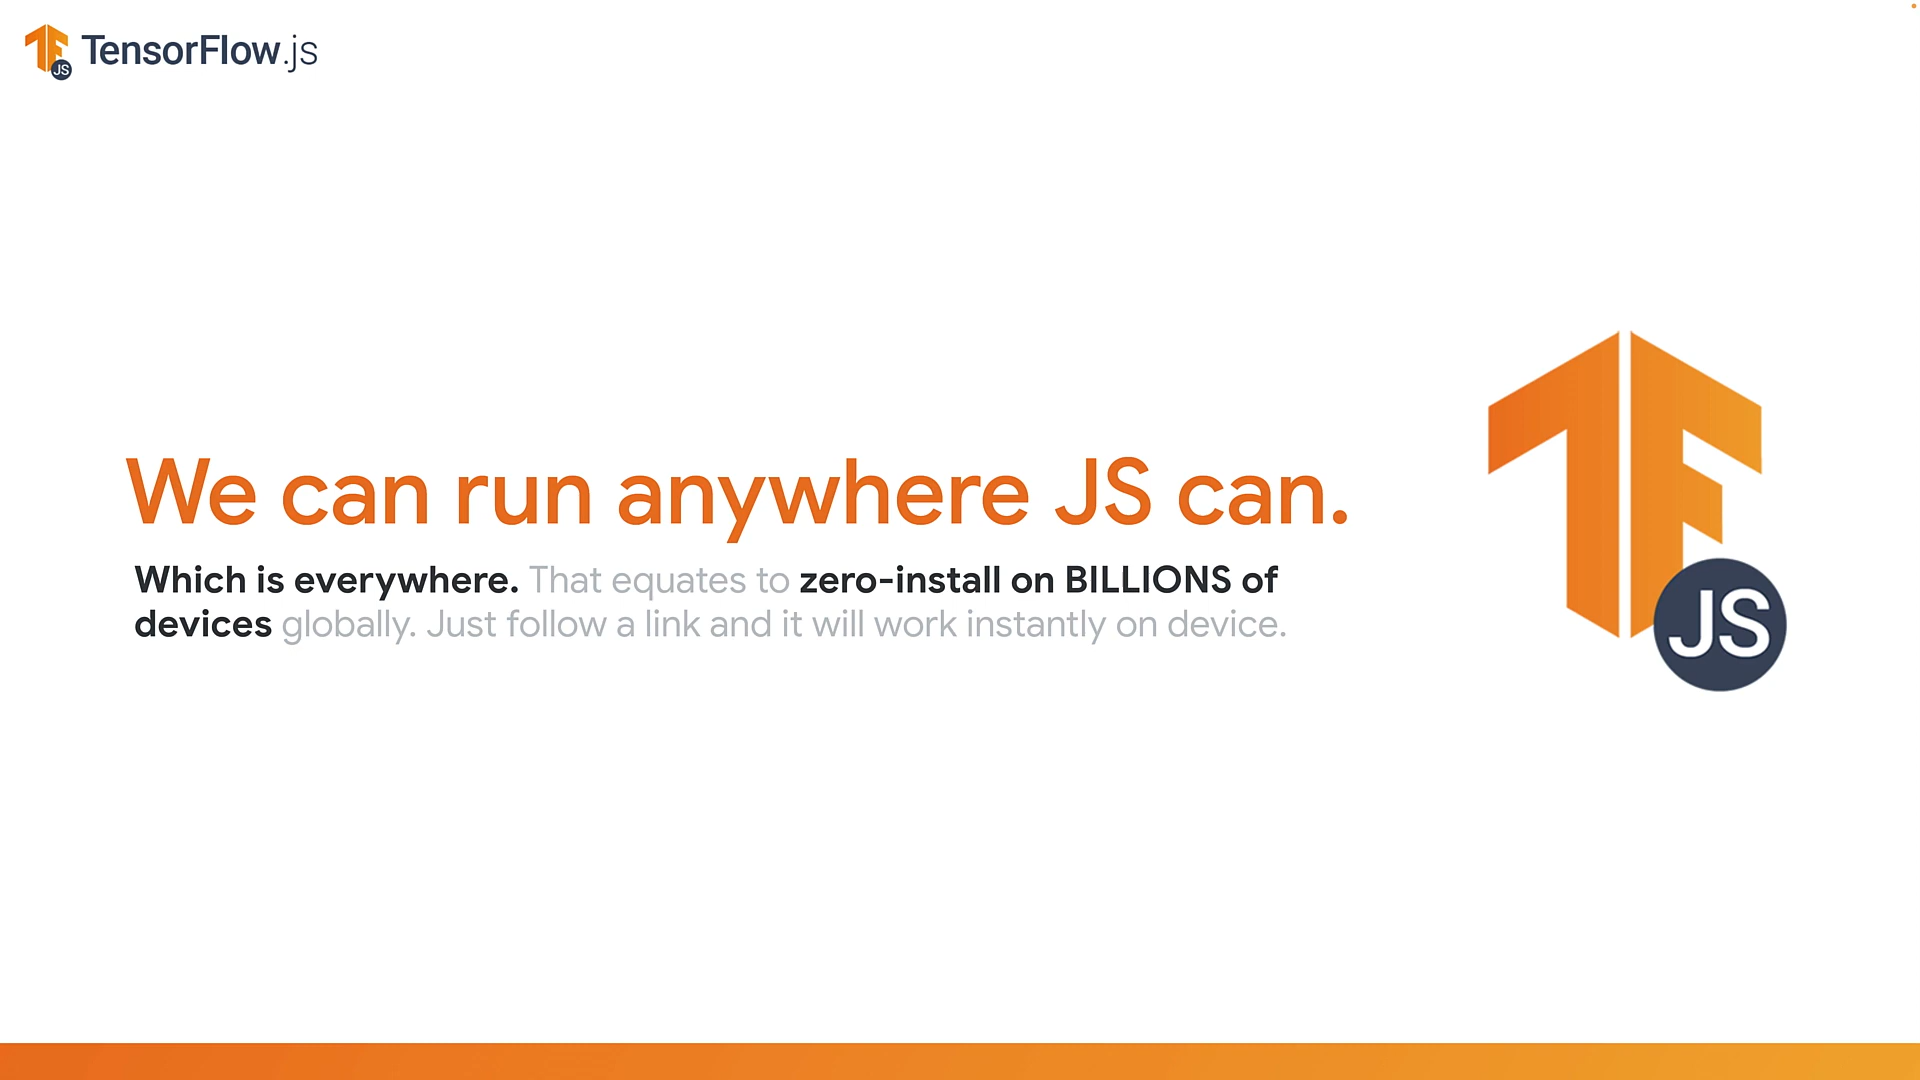 TensorFlow.js
We can run anywhere JS can.
Which is everywhere. That equates to zero-install on BILLIONS of
devices globally. Just follow a link and it will work instantly on device.
JS
JS